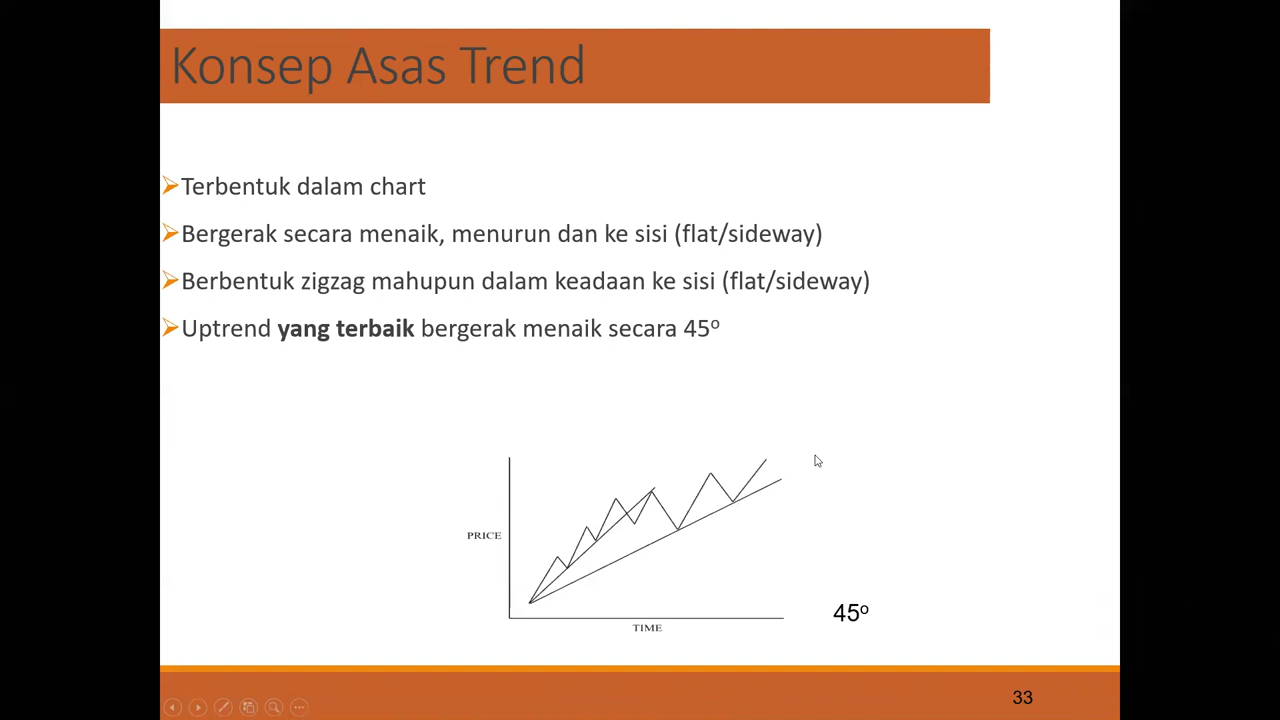 Konsep Asas Trend
Terbentuk dalam chart
Bergerak secara menaik, menurun dan ke sisi (flat/sideway)
Berbentuk zigzag mahupun dalam keadaan ke sisi (flat/sideway)
Uptrend yang terbaik bergerak menaik secara 45º
PRICE
TIME
45º
33